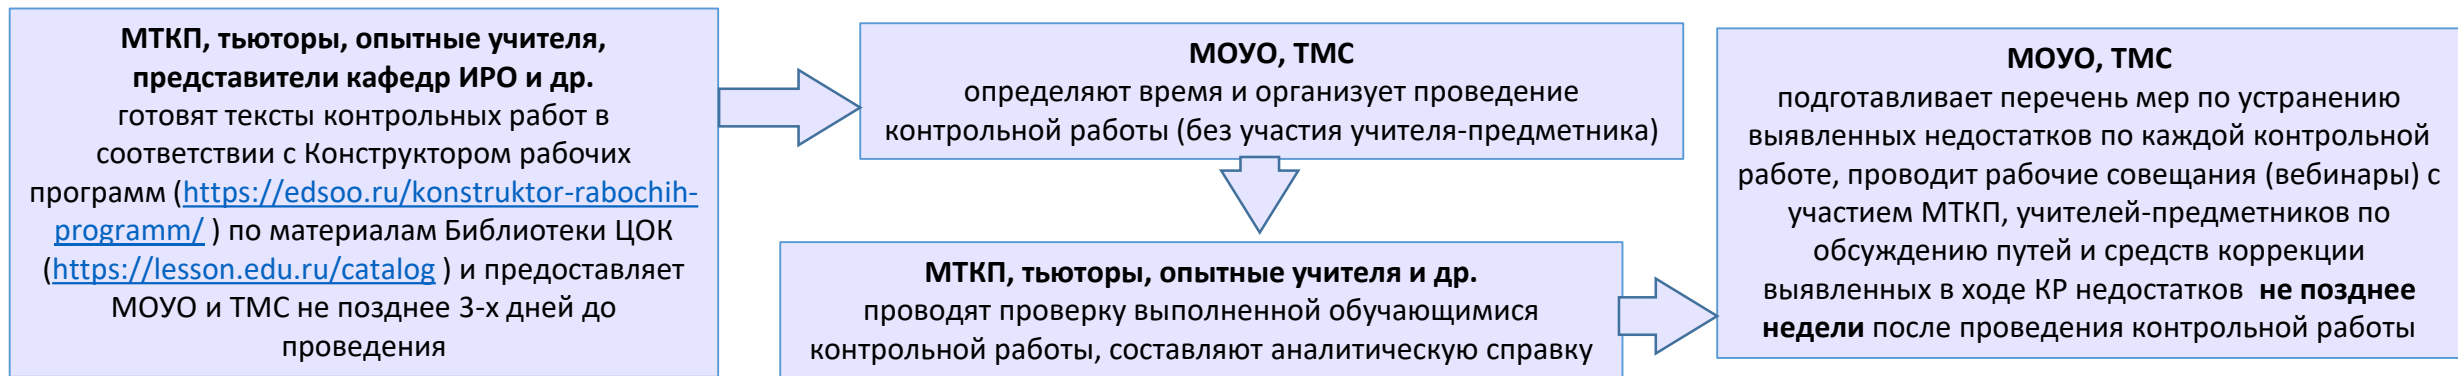 МТКП, тьюторы, опытные учителя,
представители кафедр ИРО и др.
готовят тексты контрольных работ в
соответствии с Конструктором рабочих
программ (https://edsoo.ru/konstruktor-rabochih-
programm/ ) по материалам Библиотеки ЦОК
(https://lesson.edu.ru/catalog ) и предоставляет
МОУО и ТМС не позднее 3-х дней до
проведения
МОУО, ТМС
определяют время и организует проведение
контрольной работы (без участия учителя-предметника)
МТКП, тьюторы, опытные учителя и др.
проводят проверку выполненной обучающимися
контрольной работы, составляют аналитическую справку
МОУО, ТМС
подготавливает перечень мер по устранению
выявленных недостатков по каждой контрольной
работе, проводит рабочие совещания (вебинары) с
участием МТКП, учителей-предметников по
обсуждению путей и средств коррекции
выявленных в ходе КР недостатков не позднее
недели после проведения контрольной работы